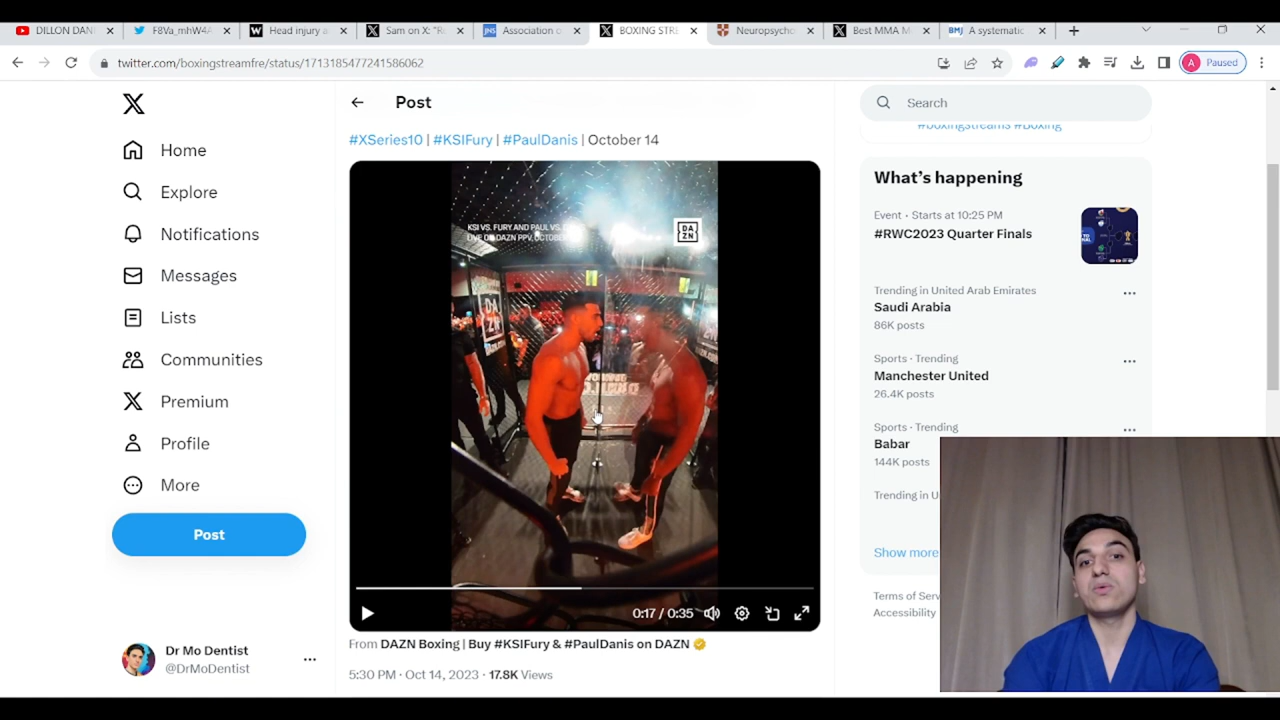 DILLON DAN
F8Va_mhW4A
Head injury a
Sam on X: "R
Association o
BOXING STRE
Neuropsycho
Best MMA M
BMJ
A systematic
twitter.com/boxingstreamfre/status/1713185477241586062
A
Paused
Home
Explore
Notifications
Messages
Lists
Communities
Premium
Profile
More
Post
Dr Mo Dentist
@DrMoDentist
Post
#XSeries10 | #KSIFury | #PaulDanis | October 14
KSI VS. FURY AND PAUL VS.
LIVE ON DAZN PPV, OCTOBER
DA
ZN
0:17 / 0:35
From DAZN Boxing | Buy #KSIFury & #PaulDanis on DAZN
5:30 PM · Oct 14, 2023 · 17.8K Views
Search
#boxingstreams #Boxing
What's happening
Event · Starts at 10:25 PM
#RWC2023 Quarter Finals
Trending in United Arab Emirates
Saudi Arabia
86K posts
Sports · Trending
Manchester United
26.4K posts
Sports · Trending
Babar
144K posts
Trending in U
Show more
Terms of Serv
Accessibility